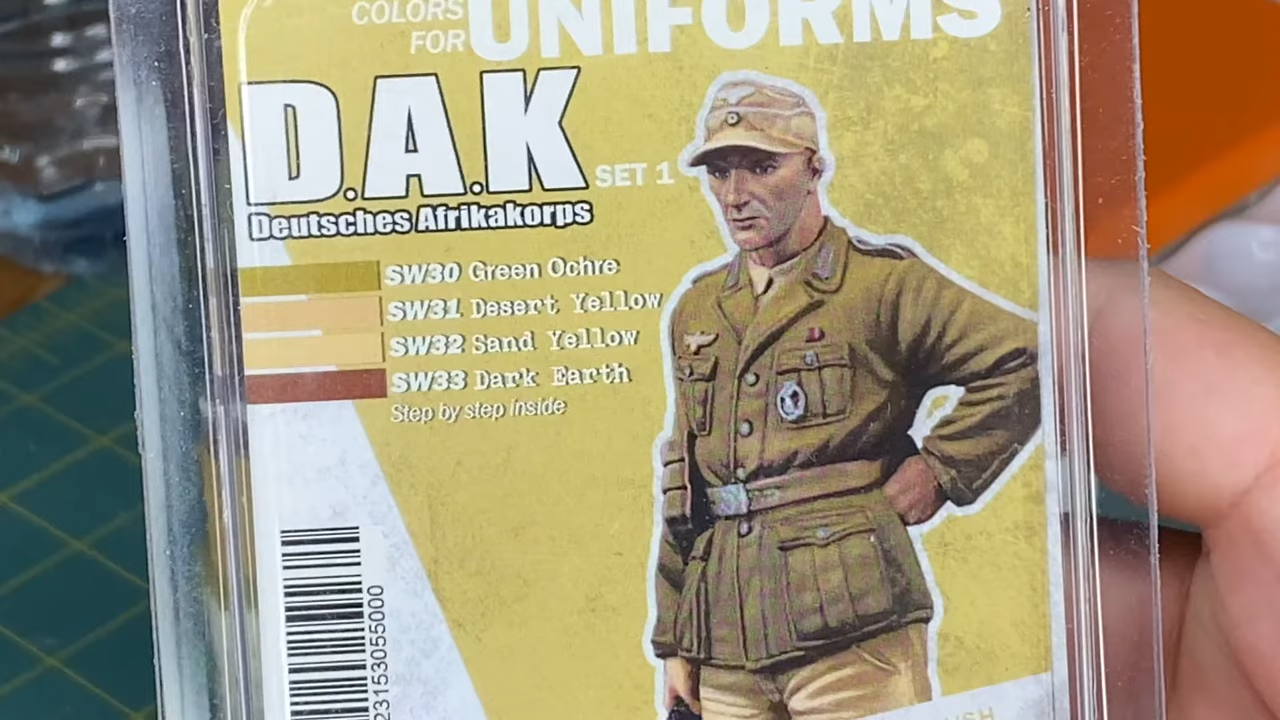 COLORS
FOR UNIFORMS
D.A.K SET 1
Deutsches Afrikakorps
SW30 Green Ochre
SW31 Desert Yellow
SW32 Sand Yellow
SW33 Dark Earth
Step by step inside
23153055000